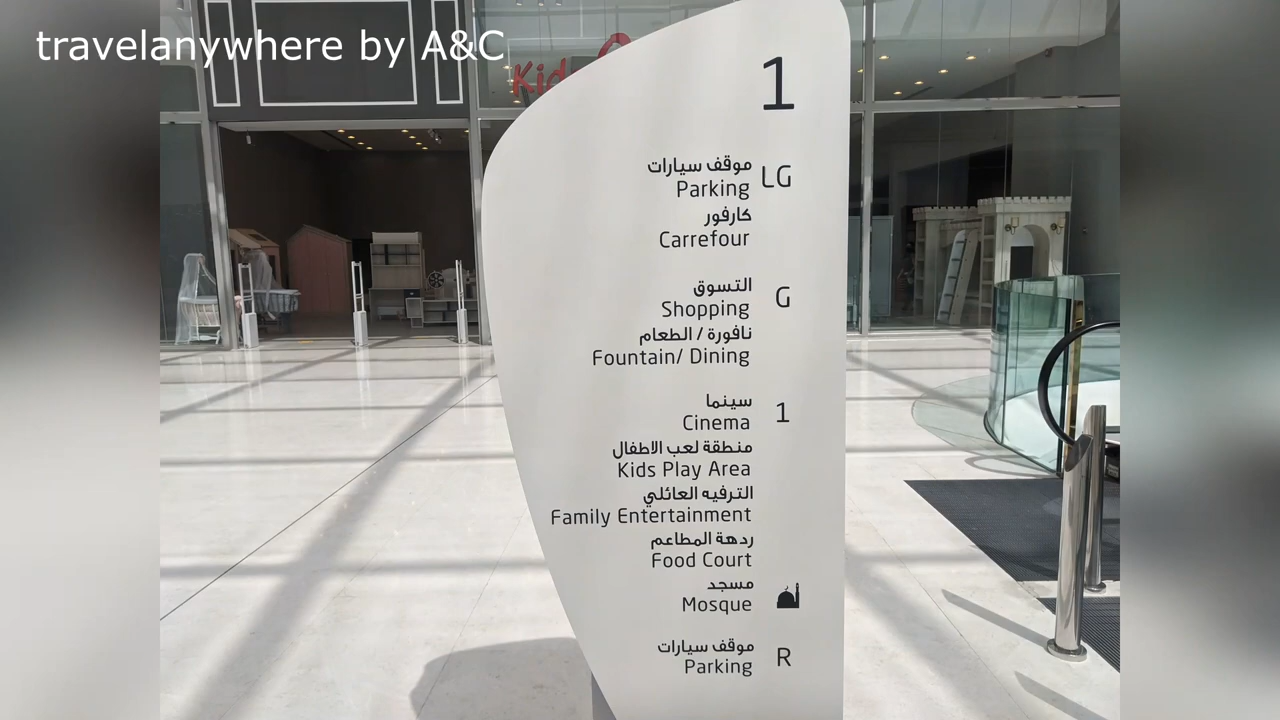 travelanywhere by A&C
Kids
1
موقف سيارات
Parking
LG
كارفور
Carrefour
التسوق
Shopping
G
نافورة / الطعام
Fountain/ Dining
سينما
Cinema
1
منطقة لعب الاطفال
Kids Play Area
الترفيه العائلي
Family Entertainment
ردهة المطاعم
Food Court
مسجد
Mosque
موقف سيارات
Parking
R